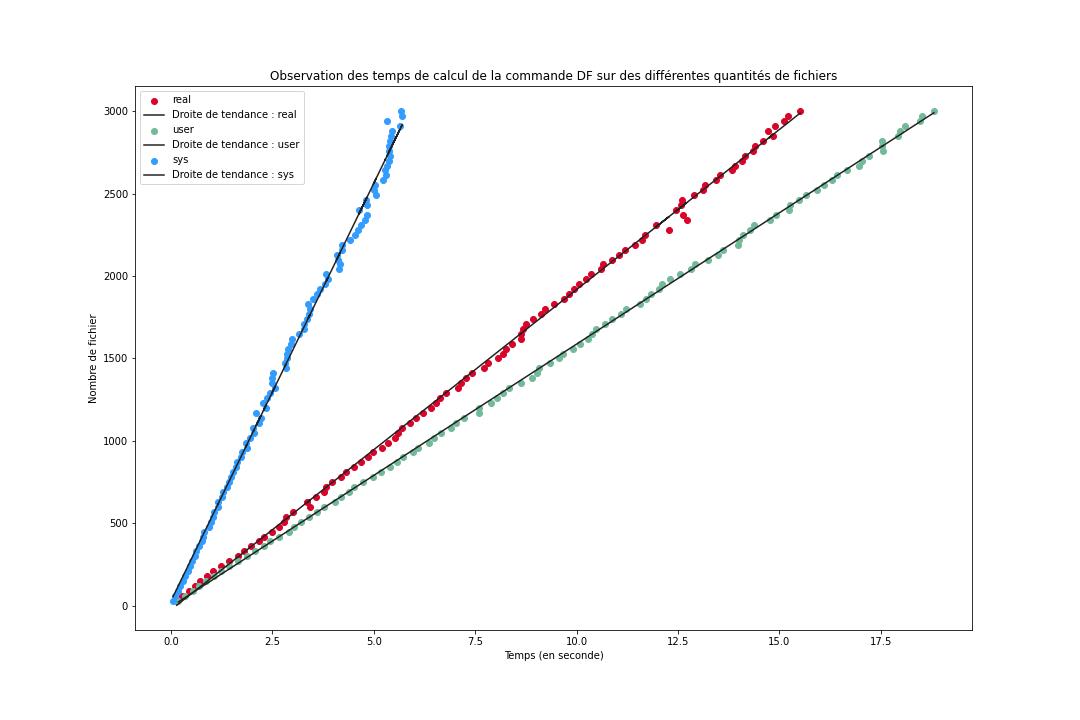 Observation des temps de calcul de la commande DF sur des différentes quantités de fichiers
real
Droite de tendance : real
user
Droite de tendance : user
sys
Droite de tendance : sys
3000
2500
2000
1500
1000
500
0
Nombre de fichier
0.0 2.5 5.0 7.5 10.0 12.5 15.0 17.5
Temps (en seconde)